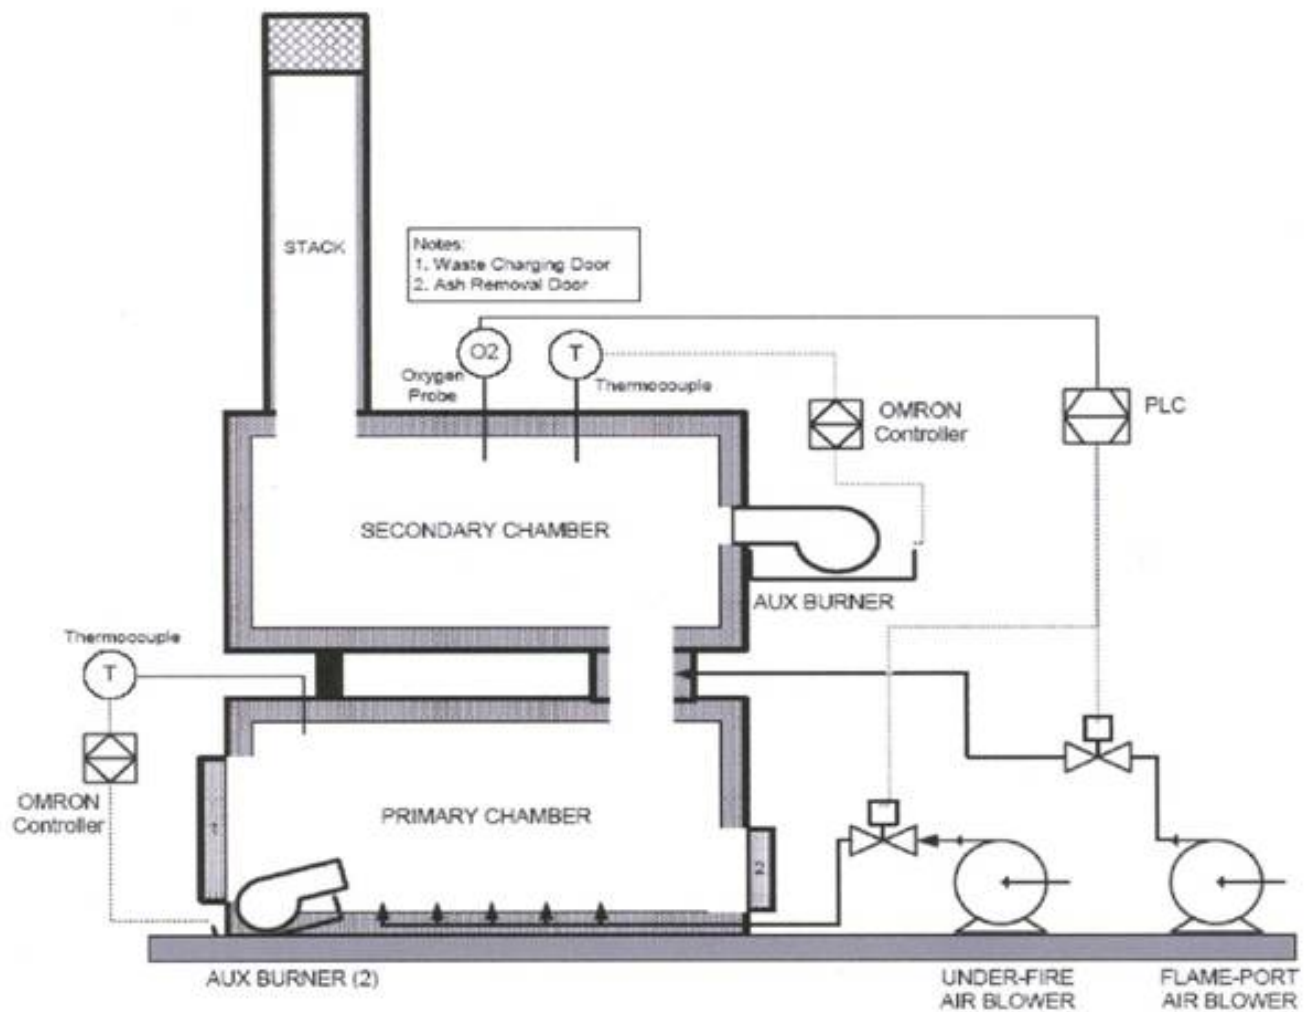 STACK
Notes:
1. Waste Charging Door
2. Ash Removal Door
O2
T
Oxygen
Probe
Thermocouple
OMRON
Controller
PLC
SECONDARY CHAMBER
AUX BURNER
Thermocouple
T
OMRON
Controller
PRIMARY CHAMBER
1
2
AUX BURNER (2)
UNDER-FIRE
AIR BLOWER
FLAME-PORT
AIR BLOWER